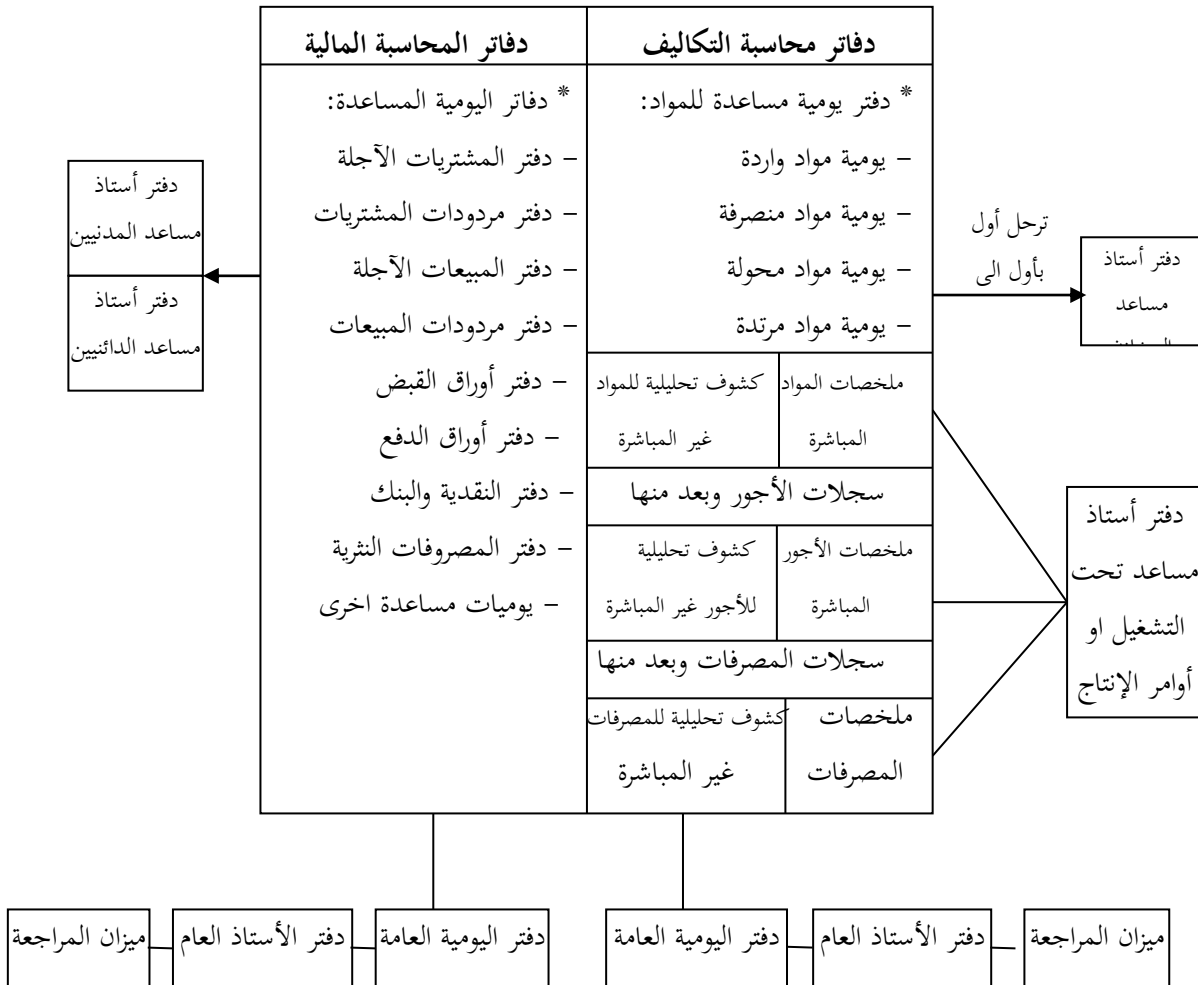 دفاتر محاسبة التكاليف
* دفتر يومية مساعدة للمواد:
– يومية مواد واردة
– يومية مواد منصرفة
– يومية مواد محولة
– يومية مواد مرتدة
ملخصات المواد
المباشرة
كشوف تحليلية للمواد
غير المباشرة
سجلات الأجور وبعد منها
ملخصات الأجور
المباشرة
كشوف تحليلية
للأجور غير المباشرة
سجلات المصرفات وبعد منها
ملخصات
المصرفات
كشوف تحليلية للمصرفات
غير المباشرة
دفاتر المحاسبة المالية
* دفاتر اليومية المساعدة:
– دفتر المشتريات الآجلة
– دفتر مردودات المشتريات
– دفتر المبيعات الآجلة
– دفتر مردودات المبيعات
– دفتر أوراق القبض
– دفتر أوراق الدفع
– دفتر النقدية والبنك
– دفتر المصروفات النثرية
– يوميات مساعدة اخرى
ترحل أول
بأول الى
دفتر أستاذ
مساعد
دفتر أستاذ
مساعد تحت
التشغيل او
أوامر الإنتاج
دفتر أستاذ
مساعد المدنيين
دفتر أستاذ
مساعد الدائنيين
ميزان المراجعة
دفتر الأستاذ العام
دفتر اليومية العامة
دفتر اليومية العامة
دفتر الأستاذ العام
ميزان المراجعة